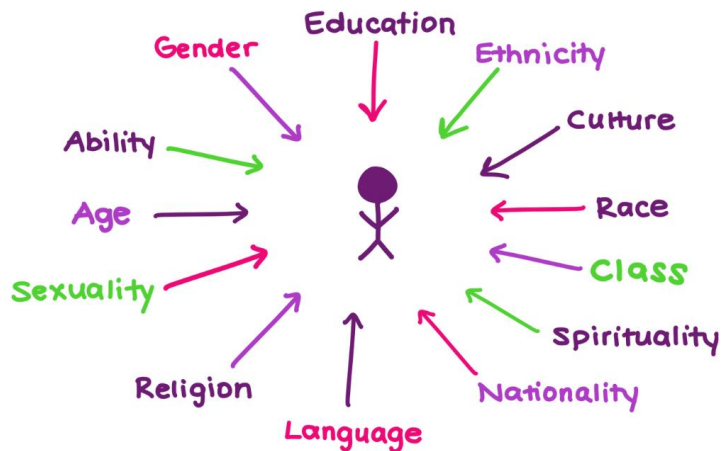 Education
Gender
Ethnicity
Culture
Ability
Race
Age
Class
Sexuality
Spirituality
Religion
Nationality
Language